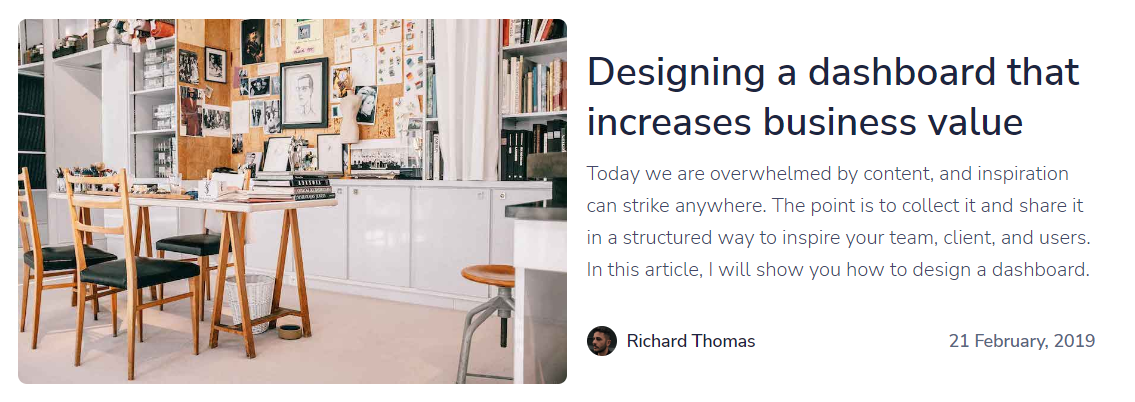 Designing a dashboard that
increases business value
Today we are overwhelmed by content, and inspiration
can strike anywhere. The point is to collect it and share it
in a structured way to inspire your team, client, and users.
In this article, I will show you how to design a dashboard.
Richard Thomas
21 February, 2019